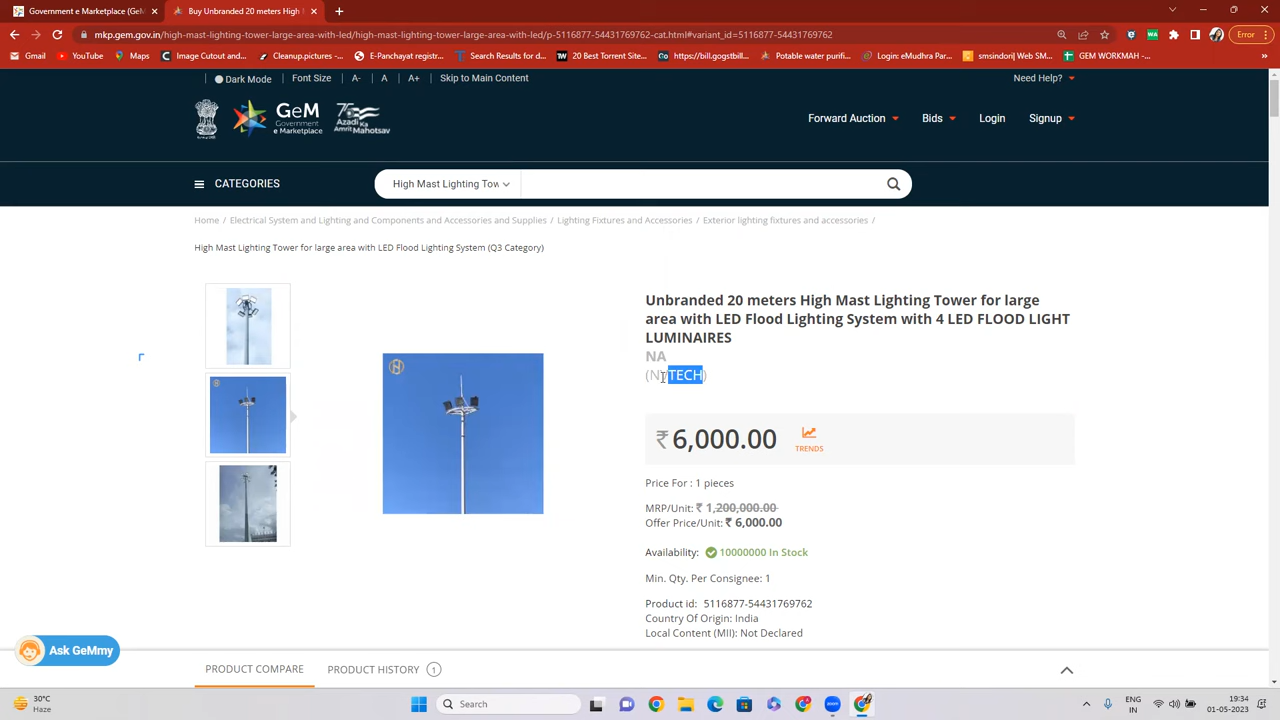 Government e Marketplace (GeM
Buy Unbranded 20 meters High M
mkp.gem.gov.in/high-mast-lighting-tower-large-area-with-led/high-mast-lighting-tower-large-area-with-led/p-5116877-54431769762-cat.html#variant_id=5116877-54431769762
Error
Gmail
YouTube
Maps
Image Cutout and...
Cleanup.pictures -...
E-Panchayat registr...
Search Results for d...
20 Best Torrent Site...
https://bill.gogstbill...
Potable water purifi...
Login: eMudhra Par...
smsindori| Web SM...
GEM WORKMAH -...
Dark Mode
Font Size
A-
A
A+
Skip to Main Content
Need Help?
GeM
Government
e Marketplace
75
Azadi Ka
Amrit Mahotsav
Forward Auction
Bids
Login
Signup
CATEGORIES
High Mast Lighting Tow
Home / Electrical System and Lighting and Components and Accessories and Supplies / Lighting Fixtures and Accessories / Exterior lighting fixtures and accessories /
High Mast Lighting Tower for large area with LED Flood Lighting System (Q3 Category)
Unbranded 20 meters High Mast Lighting Tower for large
area with LED Flood Lighting System with 4 LED FLOOD LIGHT
LUMINAIRES
NA
TECH)
₹ 6,000.00
TRENDS
Price For : 1 pieces
MRP/Unit: ₹ 1,200,000.00
Offer Price/Unit: ₹ 6,000.00
Availability: 10000000 In Stock
Min. Qty. Per Consignee: 1
Product id: 5116877-54431769762
Country Of Origin: India
Local Content (MII): Not Declared
Ask GeMmy
PRODUCT COMPARE
PRODUCT HISTORY 1
30°C
Haze
Search
zoom
ENG
IN
19:34
01-05-2023